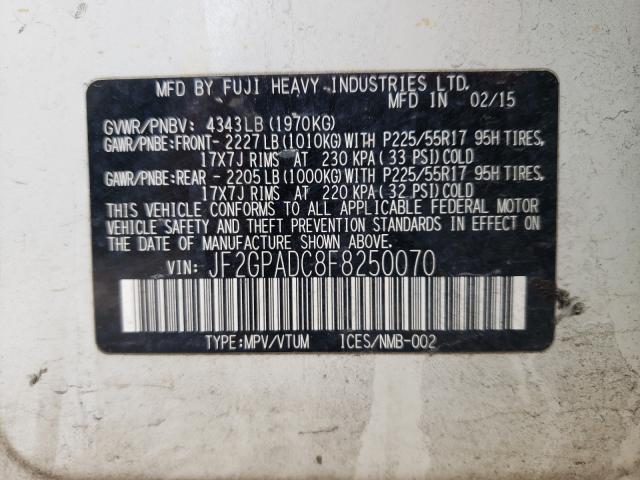 MFD BY FUJI HEAVY INDUSTRIES LTD.
MFD IN 02/15
GVWR/PNBV: 4343LB(1970KG)
GAWR/PNBE:FRONT- 2227LB(1010KG)WITH P225/55R17 95H TIRES,
17X7J RIMS AT 230 KPA(33 PSI)COLD
GAWR/PNBE:REAR - 2205LB(1000KG)WITH P225/55R17 95H TIRES,
17X7J RIMS AT 220 KPA(32 PSI)COLD
THIS VEHICLE CONFORMS TO ALL APPLICABLE FEDERAL MOTOR
VEHICLE SAFETY AND THEFT PREVENTION STANDARDS IN EFFECT ON
THE DATE OF MANUFACTURE SHOWN ABOVE.
VIN: JF2GPADC8F8250070
TYPE:MPV/VTUM ICES/NMB-002